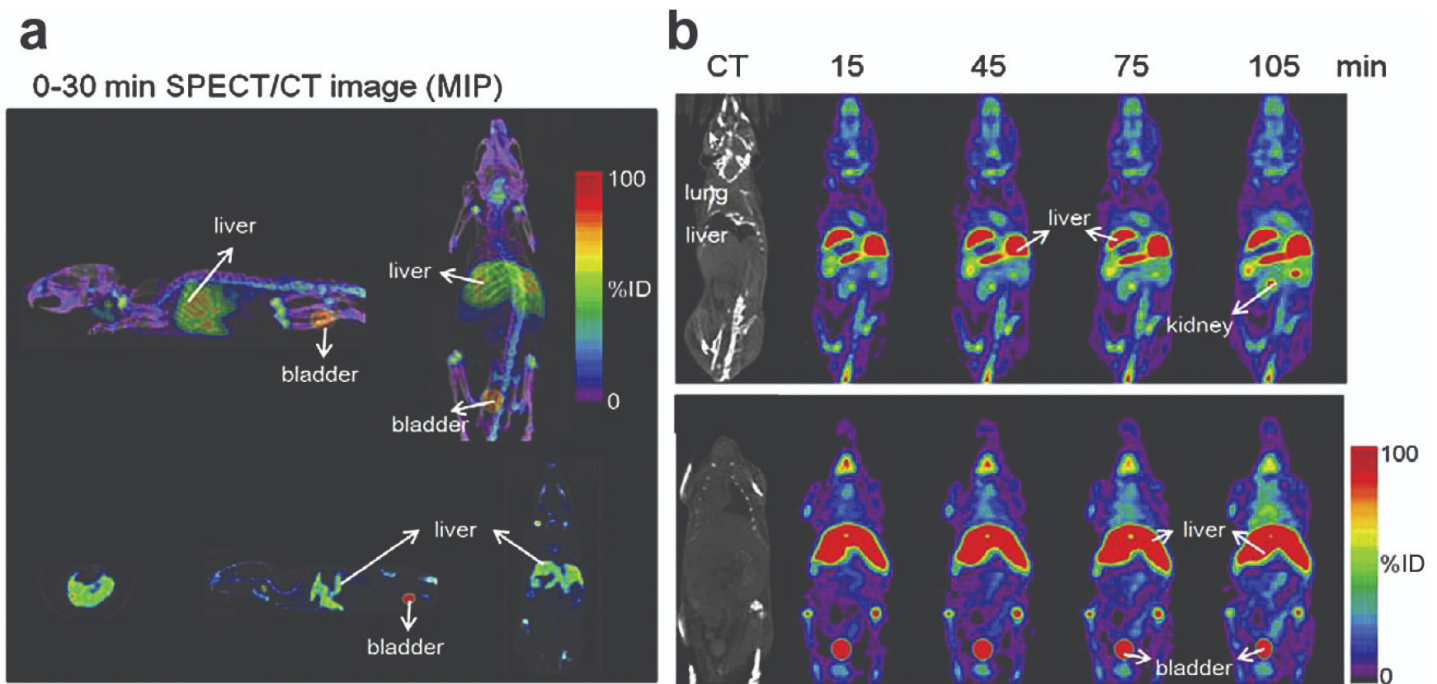 a
0-30 min SPECT/CT image (MIP)
liver
bladder
liver
bladder
100
%ID
0
liver
bladder
b
CT 15 45 75 105 min
lung
liver
liver
kidney
liver
bladder
100
%ID
0